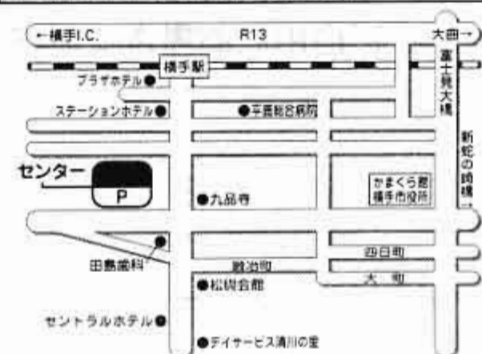 ←横手I.C.
R13
大曲→
横手駅
プラザホテル
富士見大橋
ステーションホテル
平鹿総合病院
新蛇の崎橋→
センター
P
九品寺
かまくら館
横手市役所
田島歯科
四日町
鍛冶町
大町
松與会館
セントラルホテル
デイサービス清川の里